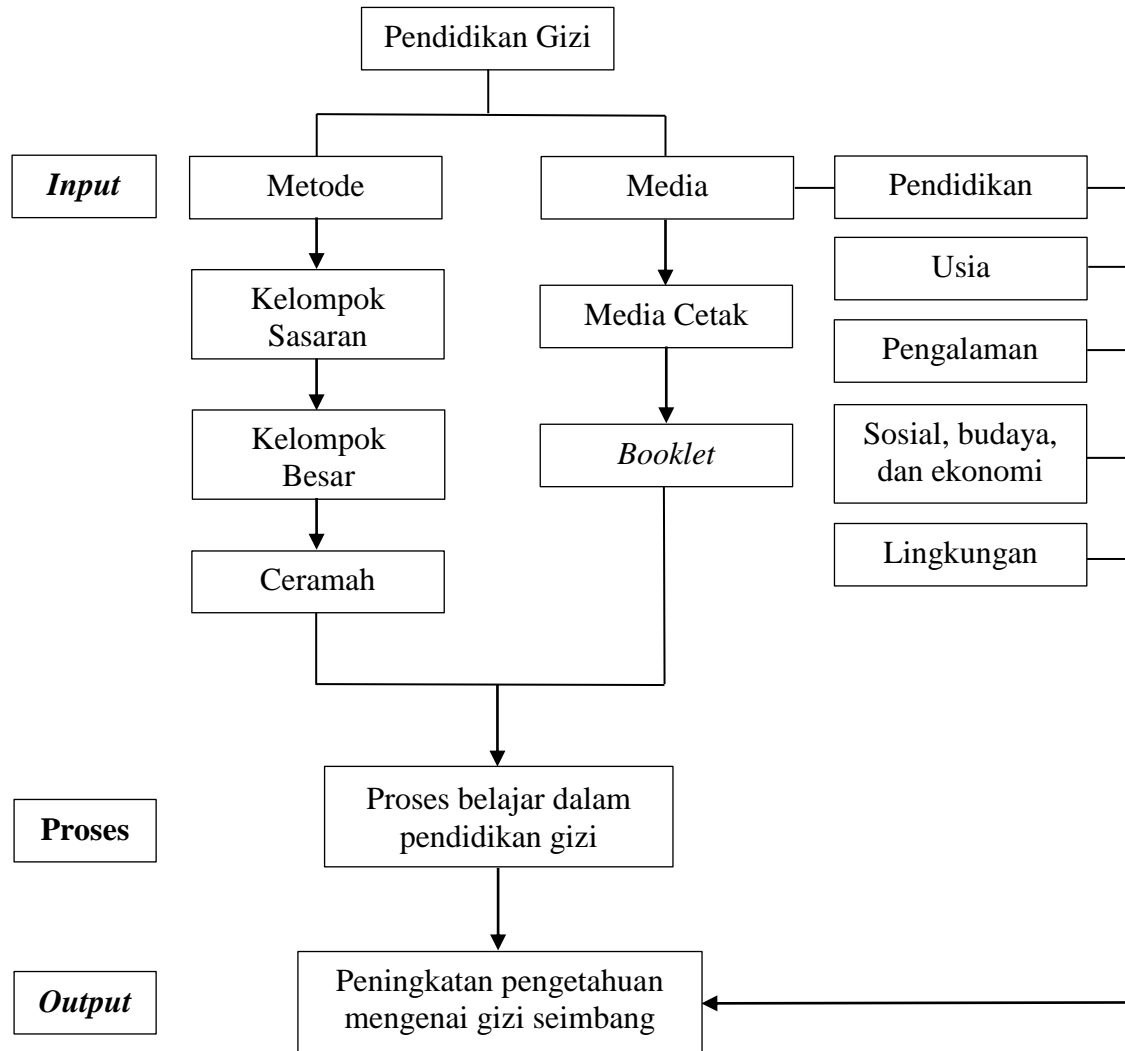 Pendidikan Gizi
Input
Metode
Media
Pendidikan
Kelompok
Sasaran
Media Cetak
Usia
Pengalaman
Kelompok
Besar
Booklet
Sosial, budaya,
dan ekonomi
Ceramah
Lingkungan
Proses
Proses belajar dalam
pendidikan gizi
Output
Peningkatan pengetahuan
mengenai gizi seimbang